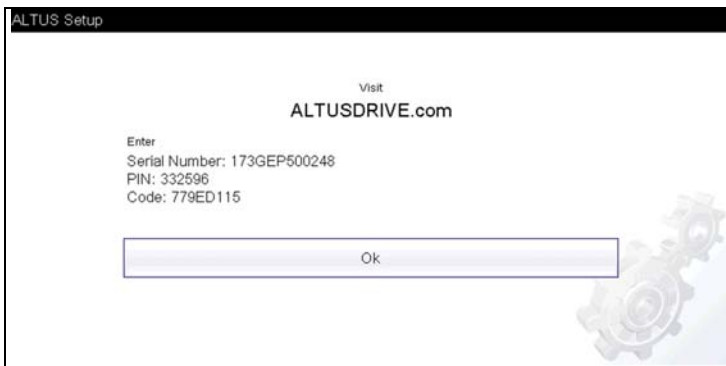 ALTUS Setup
Visit
ALTUSDRIVE.com
Enter
Serial Number: 173GEP500248
PIN: 332596
Code: 779ED115
Ok